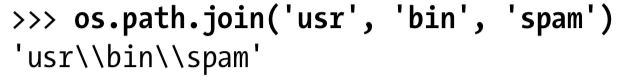 >>> os.path.join('usr', 'bin', 'spam')
'usr\\bin\\spam'